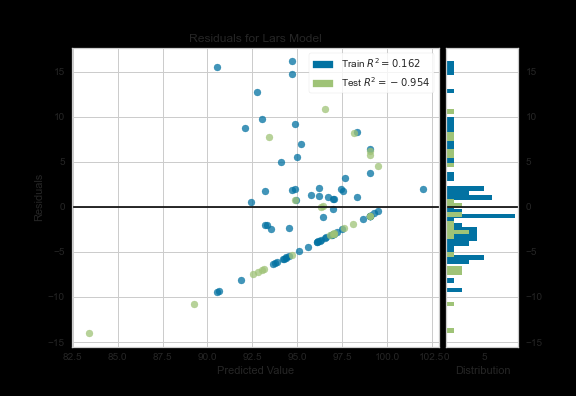 Residuals for Lars Model
Train R² = 0.162
Test R² = −0.954
15
10
5
0
−5
−10
−15
Residuals
82.5 85.0 87.5 90.0 92.5 95.0 97.5 100.0 102.5
Predicted Value
15
10
5
0
−5
−10
−15
0 5
Distribution